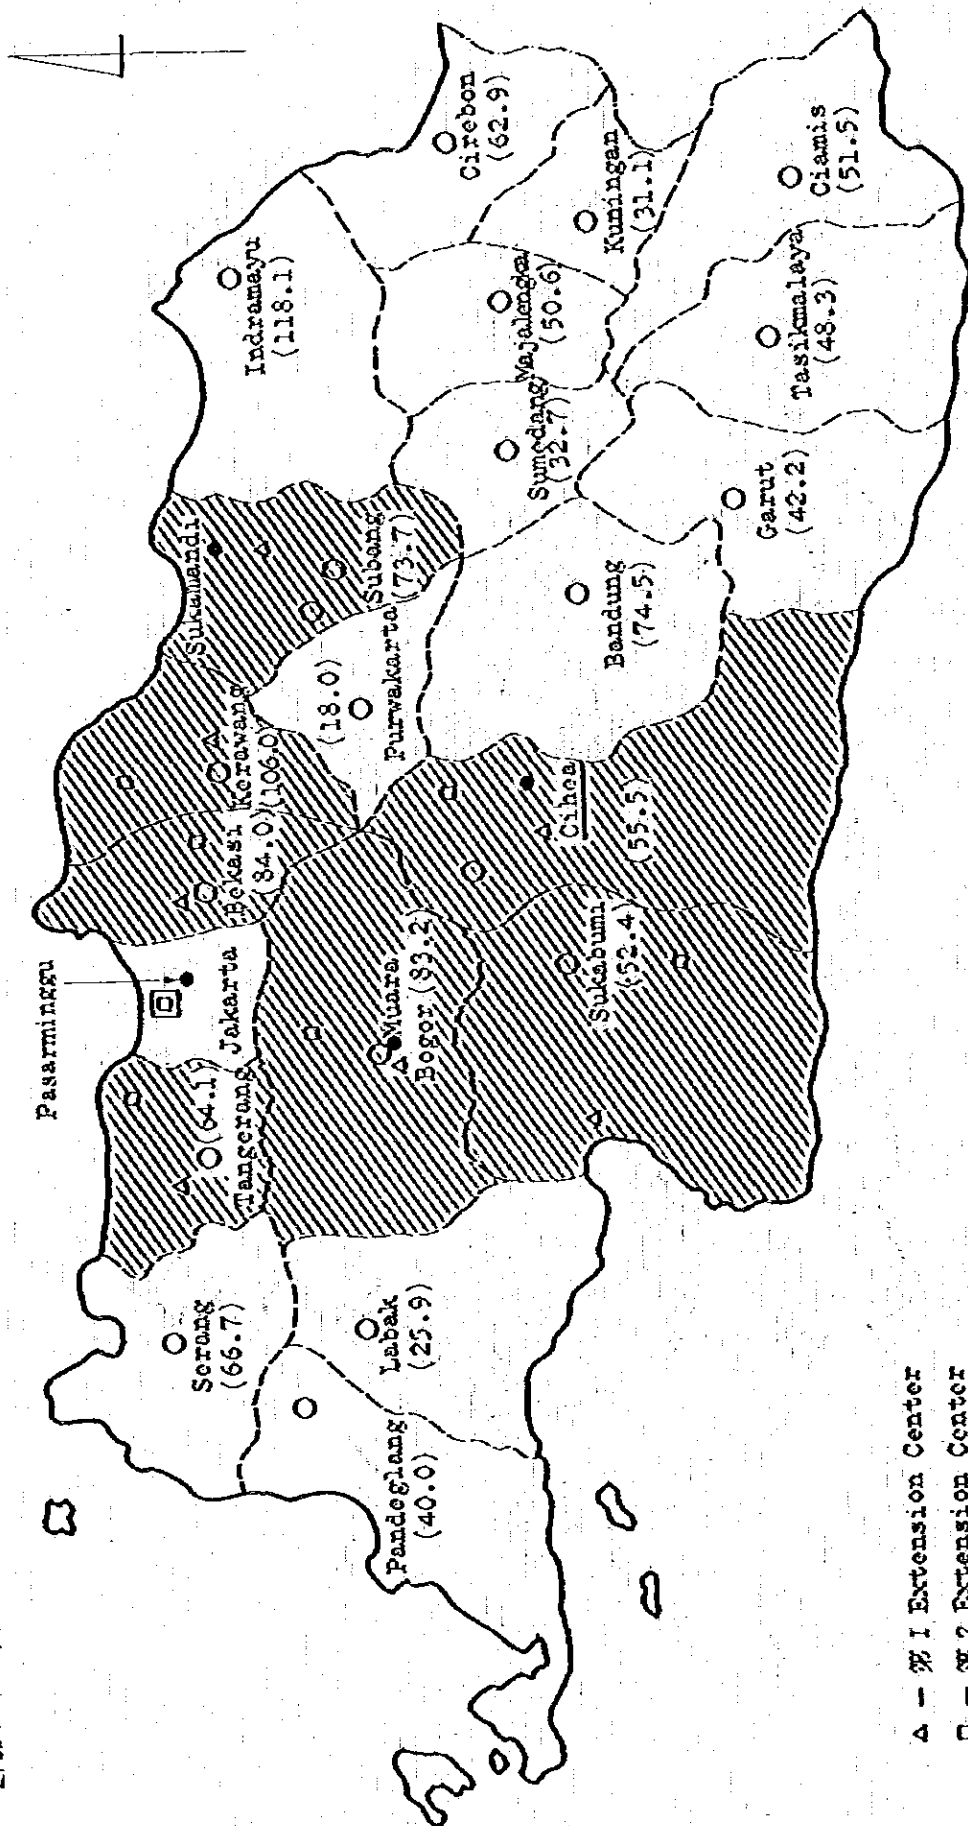 Pasarminggu
Serang
(66.7)
Pandeglang
(40.0)
Labak
(25.9)
Tangerang
(64.1)
Jakarta
Bekasi
(84.0)
Kerawang
(106.0)
Sukamandi
Subang
(73.7)
(18.0)
Purwakarta
Indramayu
(118.1)
Cirebon
(62.9)
Kuningan
(31.1)
Majalengka
(50.6)
Sumedang
(32.7)
Bandung
(74.5)
Muara
Bogor (83.2)
Cihea
(55.5)
Sukabumi
(52.4)
Garut
(42.2)
Tasikmalaya
(48.3)
Ciamis
(51.5)
△ – ※ 1 Extension Center
□ – ※ 2 Extension Center